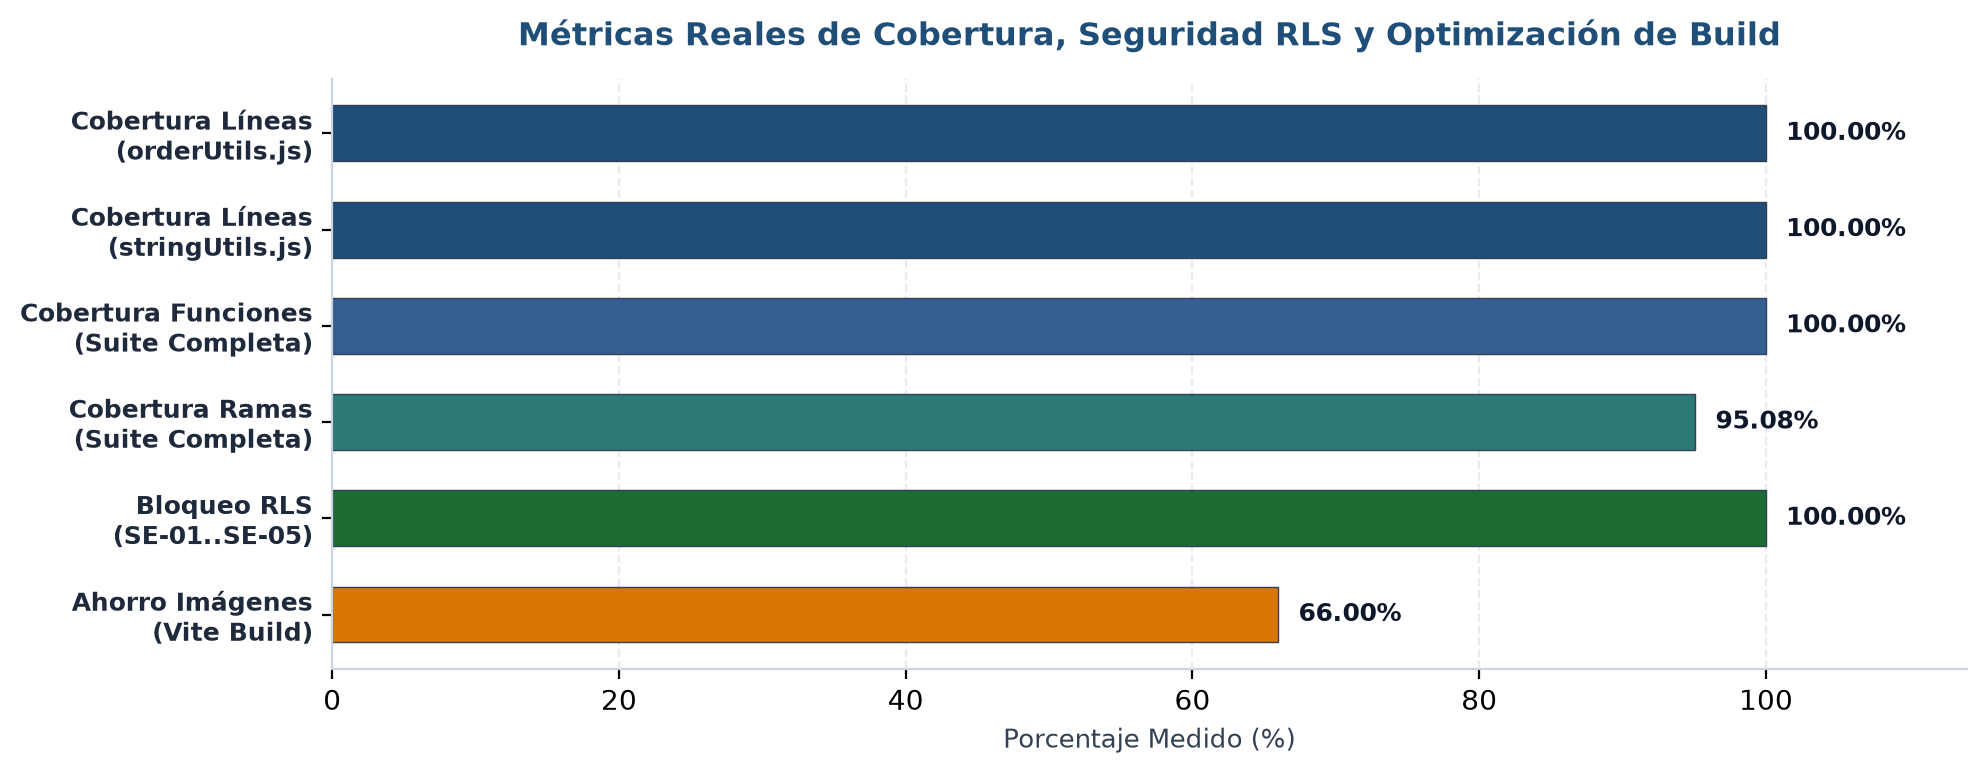 Métricas Reales de Cobertura, Seguridad RLS y Optimización de Build
Cobertura Líneas
(orderUtils.js)
100.00%
Cobertura Líneas
(stringUtils.js)
100.00%
Cobertura Funciones
(Suite Completa)
100.00%
Cobertura Ramas
(Suite Completa)
95.08%
Bloqueo RLS
(SE-01..SE-05)
100.00%
Ahorro Imágenes
(Vite Build)
66.00%
0 20 40 60 80 100
Porcentaje Medido (%)